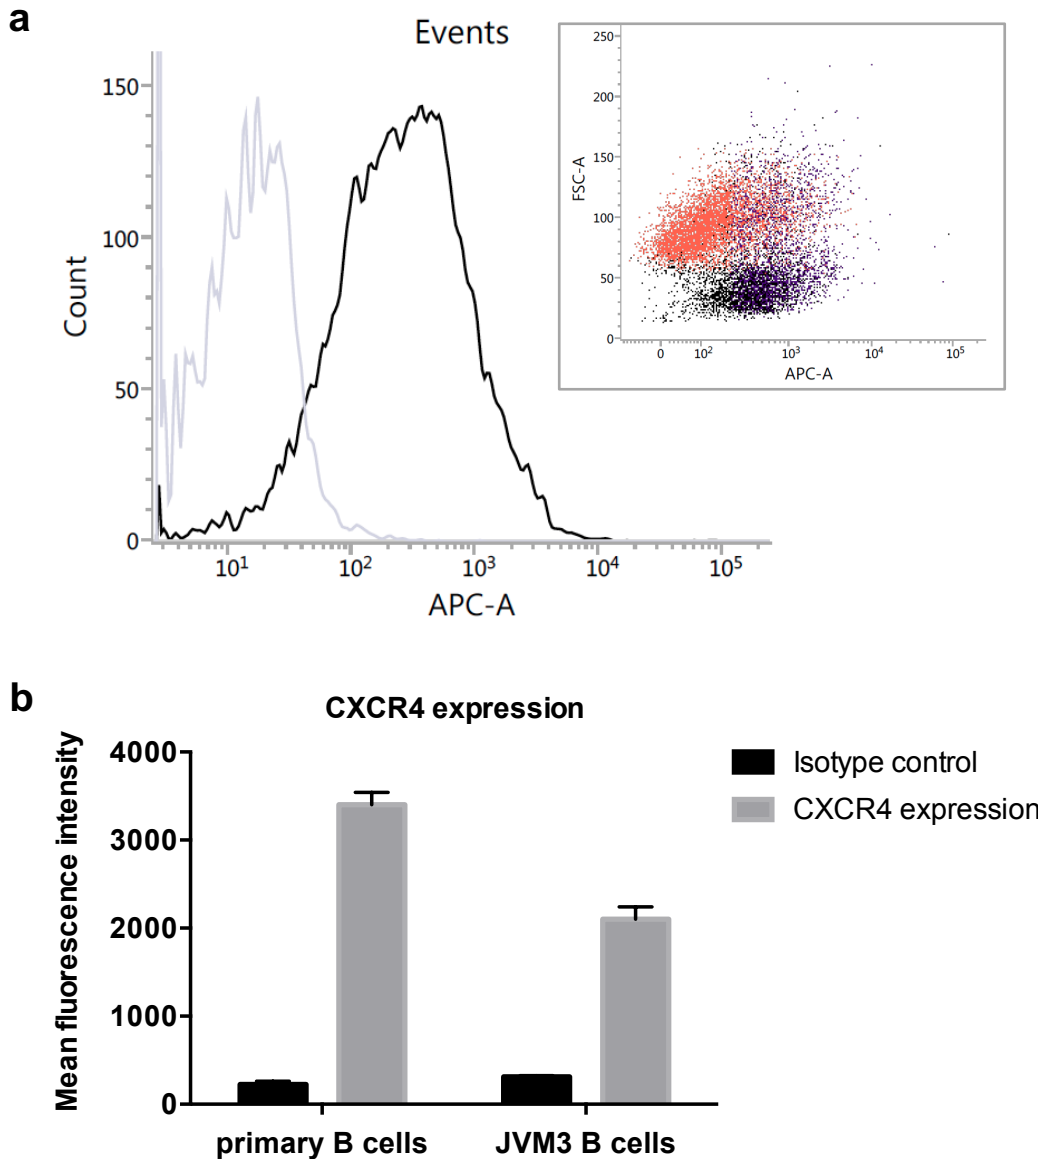 a
Events
150
100
50
0
Count
10¹ 10² 10³ 10⁴ 10⁵
APC-A
250
200
150
100
50
0
FSC-A
0 10² 10³ 10⁴ 10⁵
APC-A
b
CXCR4 expression
4000
3000
2000
1000
0
Mean fluorescence intensity
primary B cells JVM3 B cells
Isotype control
CXCR4 expression